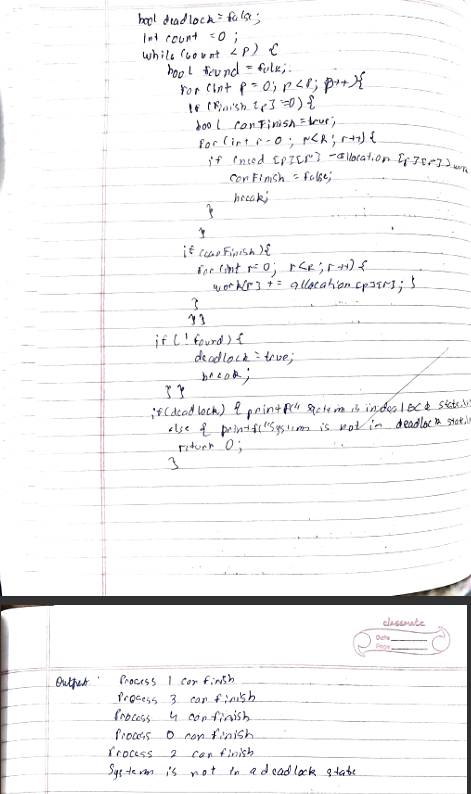 bool deadlock = false;
int count = 0;
while (count < P) {
bool found = false;
for (int P = 0; P < P; P++) {
if (Finish [P] == 0) {
bool canFinish = true;
for (int r = 0; r < R; r++) {
if (need [P][r] - allocation [P][r] > work
canFinish = false;
break;
}
}
if (canFinish) {
for (int r = 0; r < R; r++) {
work[r] += allocation [P][r]; }
}
}}
if (! found) {
deadlock = true;
break;
} }
if (deadlock) { printf(" System is in deadlock state
else { printf("System is not in deadlock state
return 0;
}
classmate
Date
Page
Output: Process 1 can finish
Process 3 can finish
Process 4 can finish
Process 0 can finish
Process 2 can finish
System is not in a deadlock state